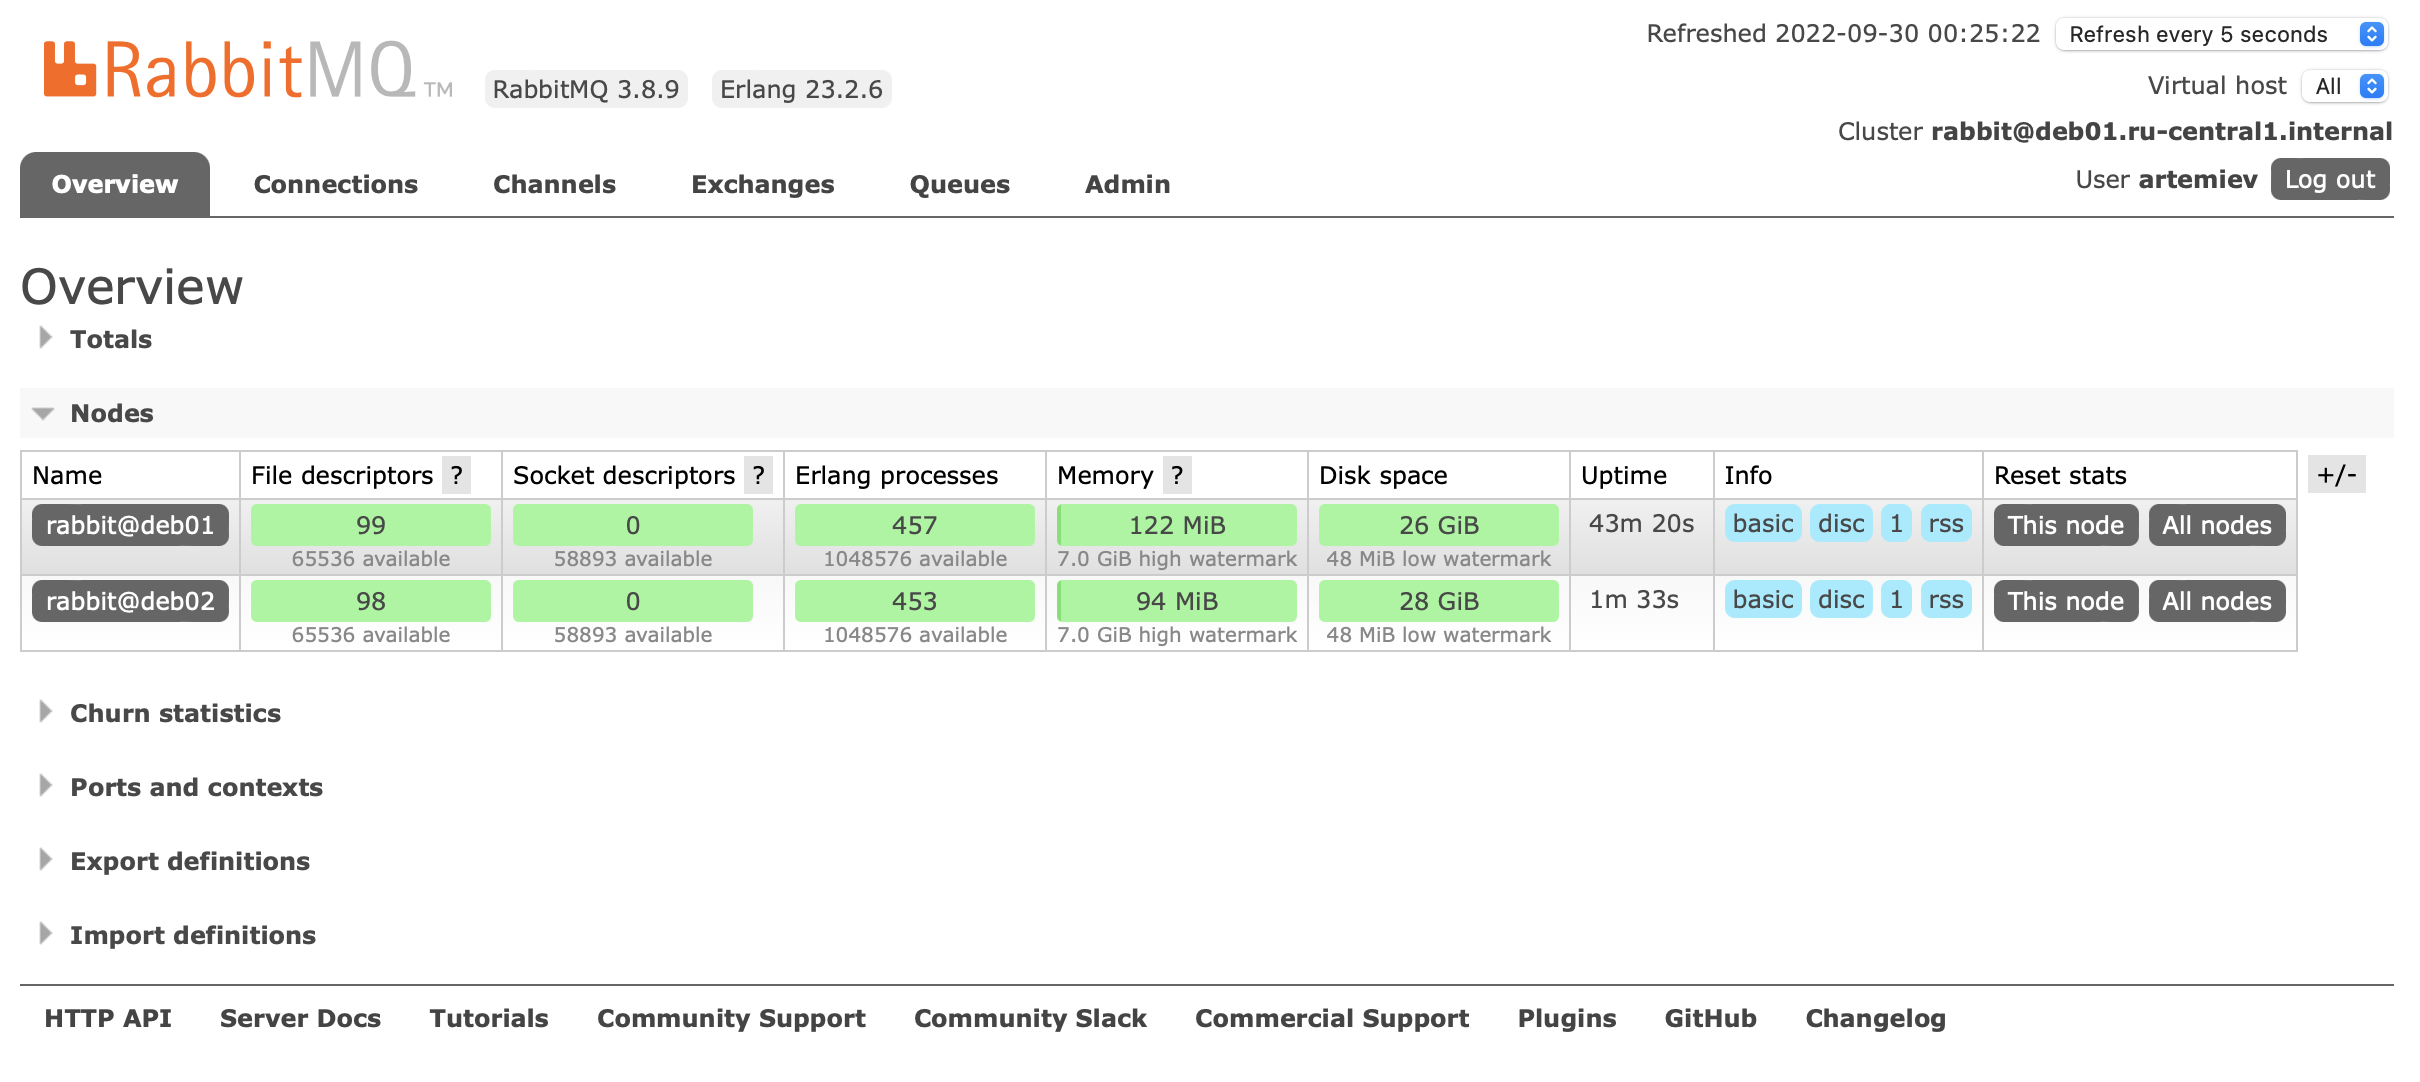 Refreshed 2022-09-30 00:25:22 Refresh every 5 seconds
RabbitMQ TM RabbitMQ 3.8.9 Erlang 23.2.6
Virtual host All
Cluster rabbit@deb01.ru-central1.internal
User artemiev Log out
Overview Connections Channels Exchanges Queues Admin
Overview
Totals
Nodes
Name File descriptors ? Socket descriptors ? Erlang processes Memory ? Disk space Uptime Info Reset stats +/-
rabbit@deb01 99 0 457 122 MiB 26 GiB 43m 20s basic disc 1 rss This node All nodes
65536 available 58893 available 1048576 available 7.0 GiB high watermark 48 MiB low watermark
rabbit@deb02 98 0 453 94 MiB 28 GiB 1m 33s basic disc 1 rss This node All nodes
65536 available 58893 available 1048576 available 7.0 GiB high watermark 48 MiB low watermark
Churn statistics
Ports and contexts
Export definitions
Import definitions
HTTP API Server Docs Tutorials Community Support Community Slack Commercial Support Plugins GitHub Changelog